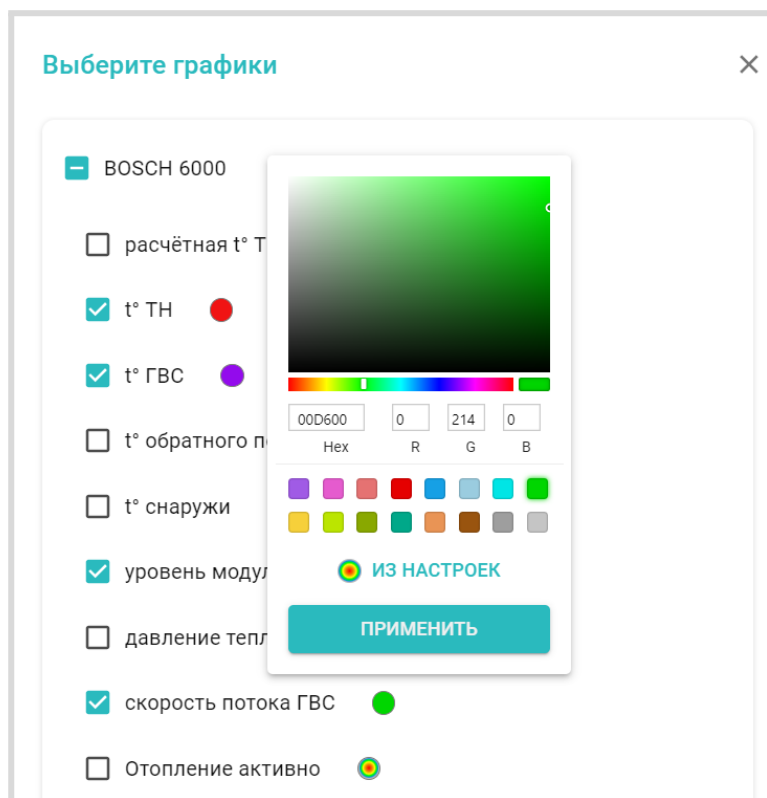 Выберите графики
BOSCH 6000
расчётная t° Т
t° ТН
t° ГВС
t° обратного п
t° снаружи
уровень модул
давление тепл
скорость потока ГВС
Отопление активно
00D600 0 214 0
Hex R G B
ИЗ НАСТРОЕК
ПРИМЕНИТЬ